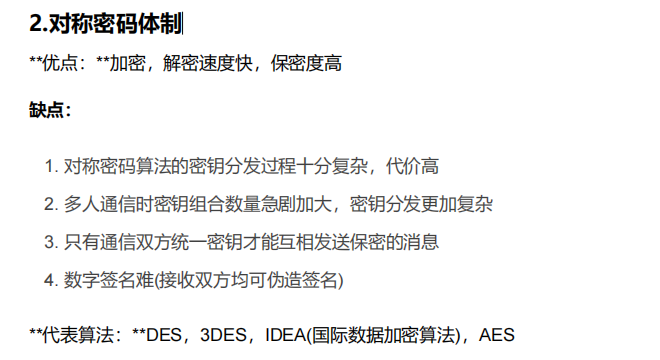 2.对称密码体制
**优点：**加密，解密速度快，保密度高
缺点：
1. 对称密码算法的密钥分发过程十分复杂，代价高
2. 多人通信时密钥组合数量急剧加大，密钥分发更加复杂
3. 只有通信双方统一密钥才能互相发送保密的消息
4. 数字签名难(接收双方均可伪造签名)
**代表算法：**DES，3DES，IDEA(国际数据加密算法)，AES